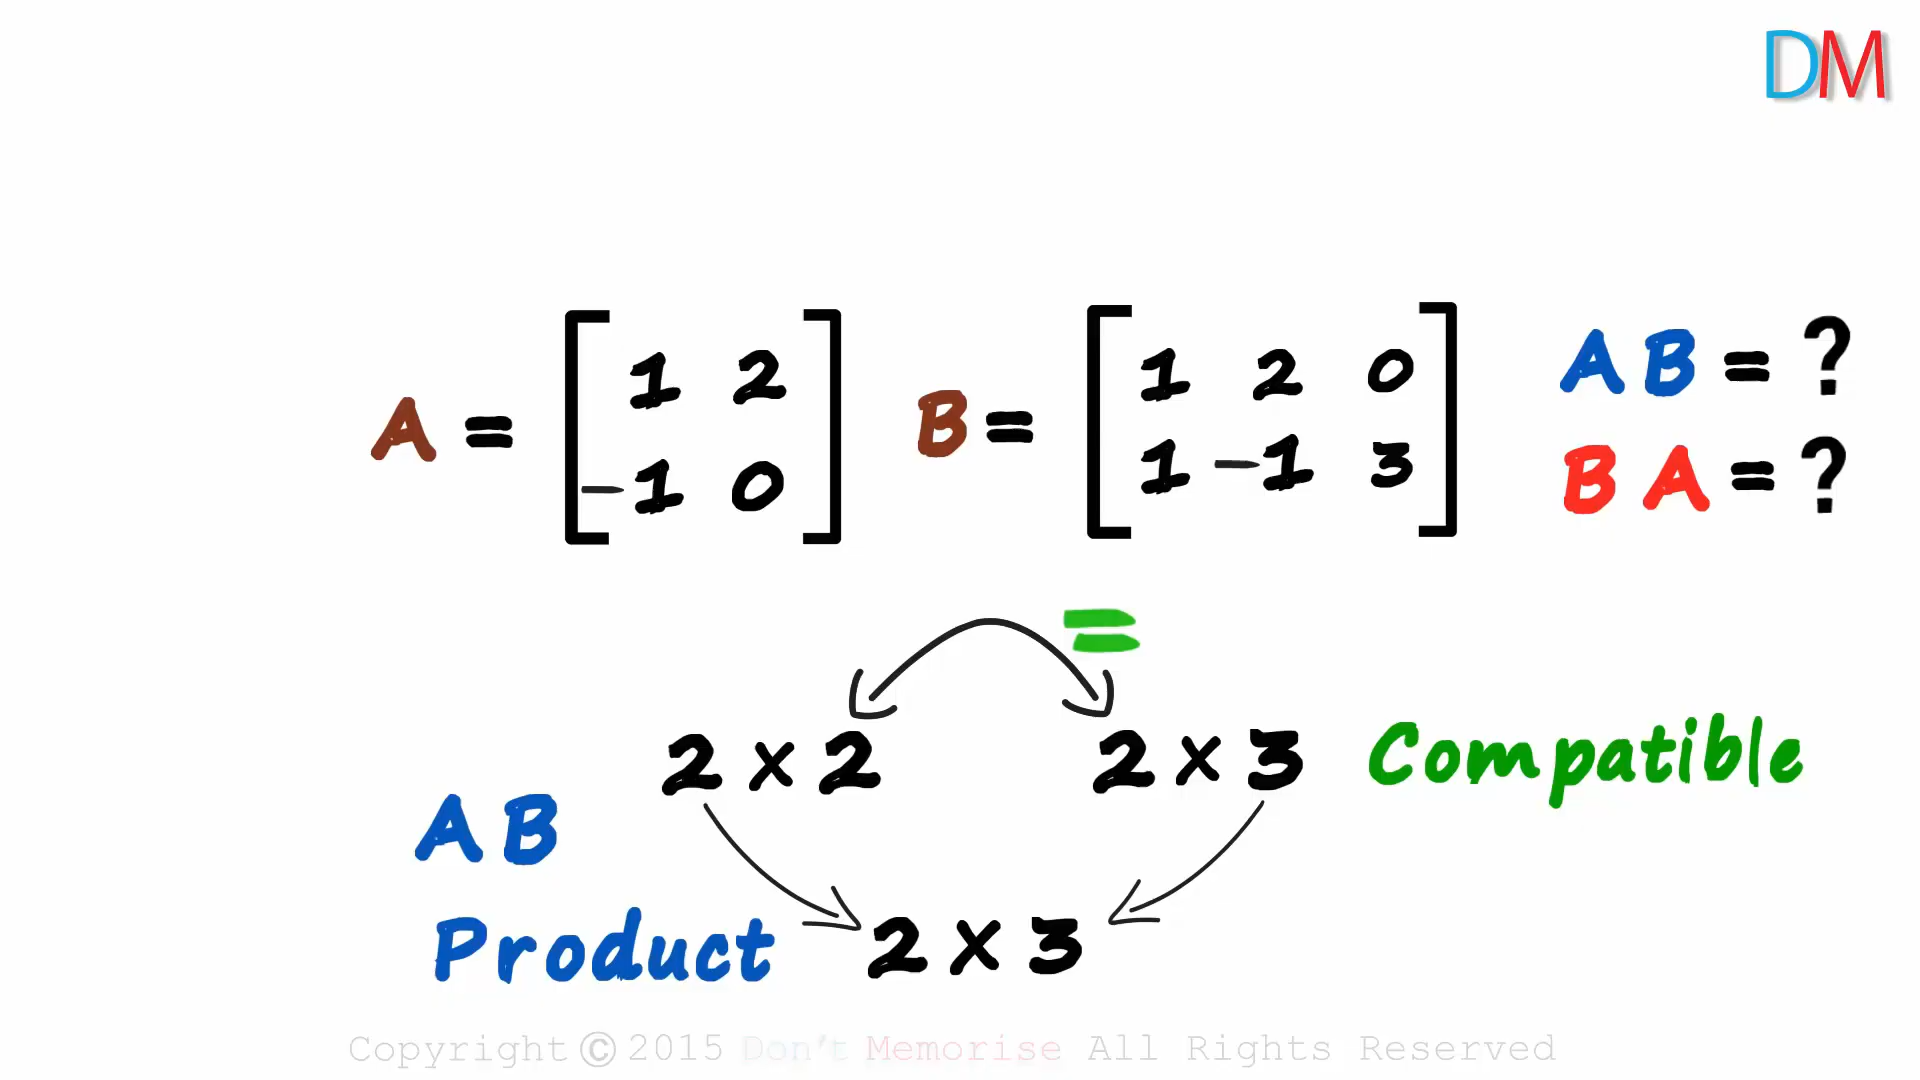 DM
A = [ 1 2 B = [ 1 2 0 AB = ?
-1 0 ] 1 -1 3 ] BA = ?
=
2 × 2 2 × 3 Compatible
AB
Product 2 × 3
Copyright © 2015 Don't Memorise All Rights Reserved